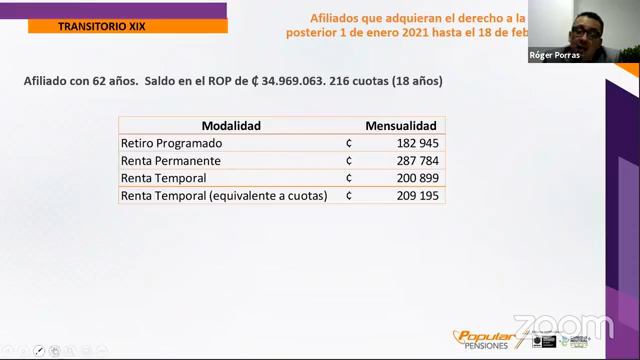 TRANSITORIO XIX
Afiliados que adquieran el derecho a la
posterior 1 de enero 2021 hasta el 18 de feb
Róger Porras
Afiliado con 62 años. Saldo en el ROP de ₡ 34.969.063. 216 cuotas (18 años)
Modalidad Mensualidad
Retiro Programado ¢ 182 945
Renta Permanente ¢ 287 784
Renta Temporal ¢ 200 899
Renta Temporal (equivalente a cuotas) ¢ 209 195
Popular
PENSIONES
zoom